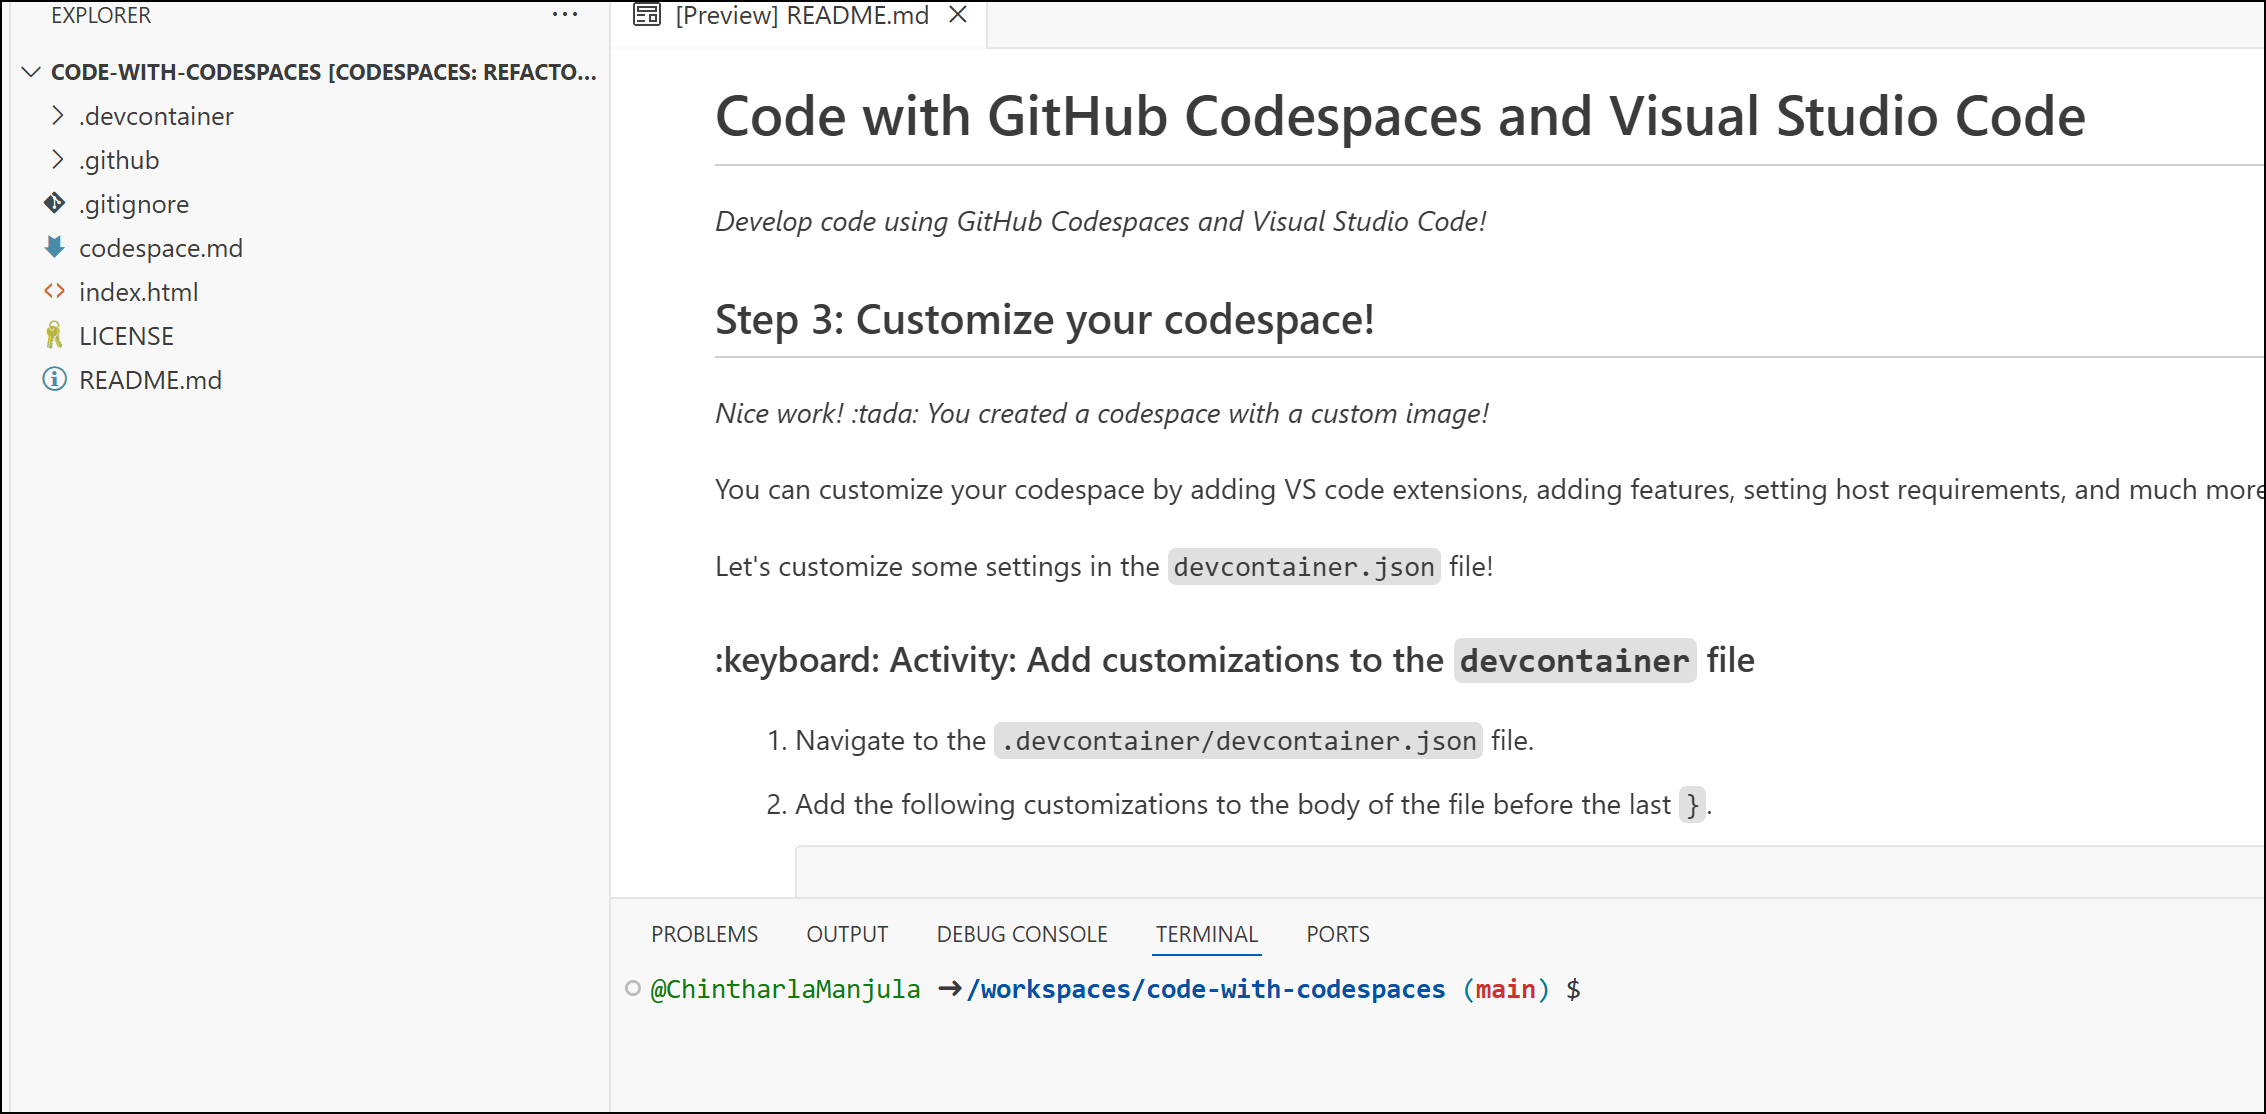 EXPLORER
CODE-WITH-CODESPACES [CODESPACES: REFACTO...
.devcontainer
.github
.gitignore
codespace.md
index.html
LICENSE
README.md
[Preview] README.md
Code with GitHub Codespaces and Visual Studio Code
Develop code using GitHub Codespaces and Visual Studio Code!
Step 3: Customize your codespace!
Nice work! :tada: You created a codespace with a custom image!
You can customize your codespace by adding VS code extensions, adding features, setting host requirements, and much more
Let's customize some settings in the devcontainer.json file!
:keyboard: Activity: Add customizations to the devcontainer file
1. Navigate to the .devcontainer/devcontainer.json file.
2. Add the following customizations to the body of the file before the last }.
PROBLEMS OUTPUT DEBUG CONSOLE TERMINAL PORTS
@ChintharlaManjula ➜/workspaces/code-with-codespaces (main) $